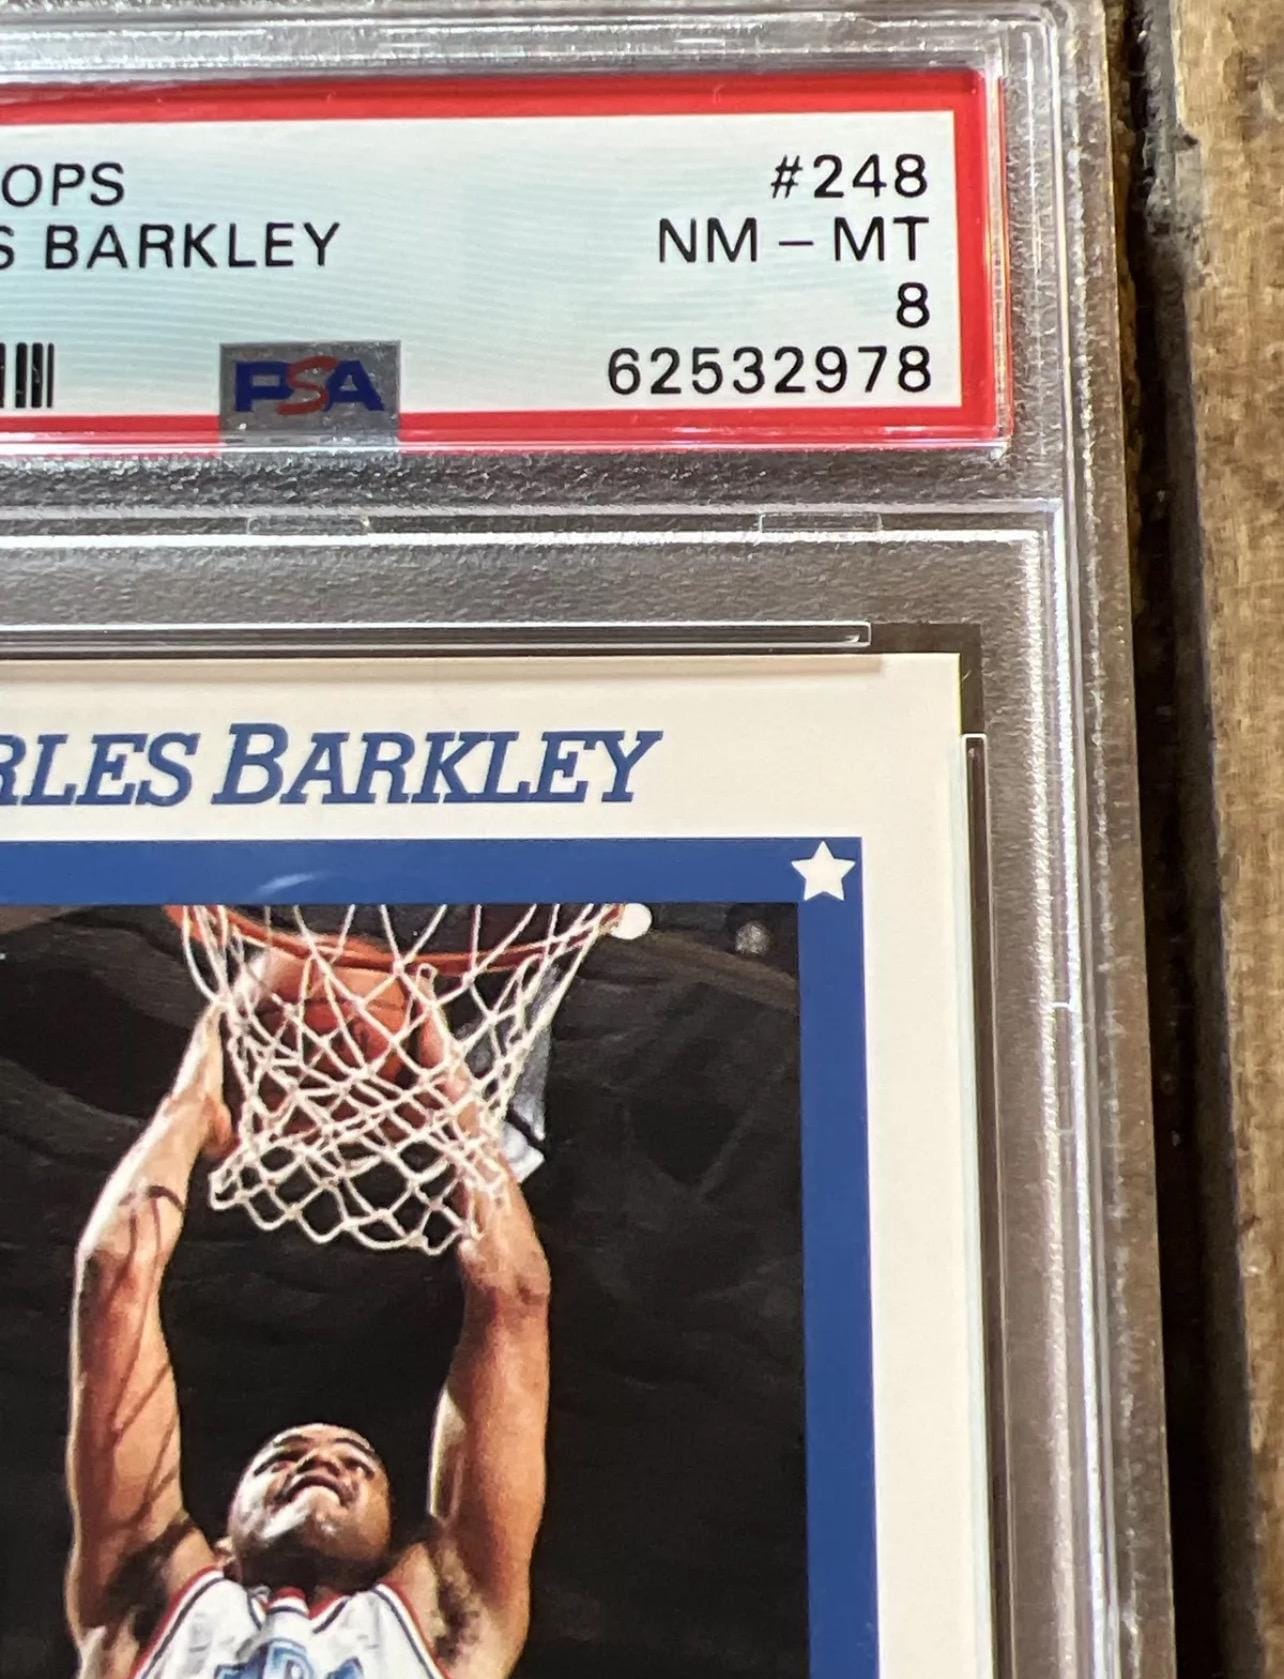 OPS #248
S BARKLEY NM – MT
8
PSA 62532978
RLES BARKLEY